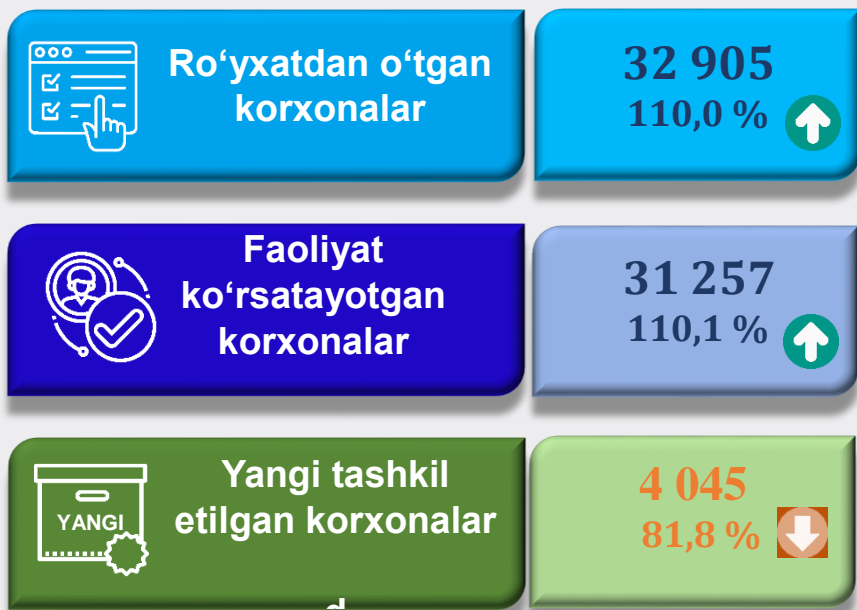 Ro‘yxatdan o‘tgan
korxonalar
32 905
110,0 %
Faoliyat
ko‘rsatayotgan
korxonalar
31 257
110,1 %
YANGI
Yangi tashkil
etilgan korxonalar
4 045
81,8 %